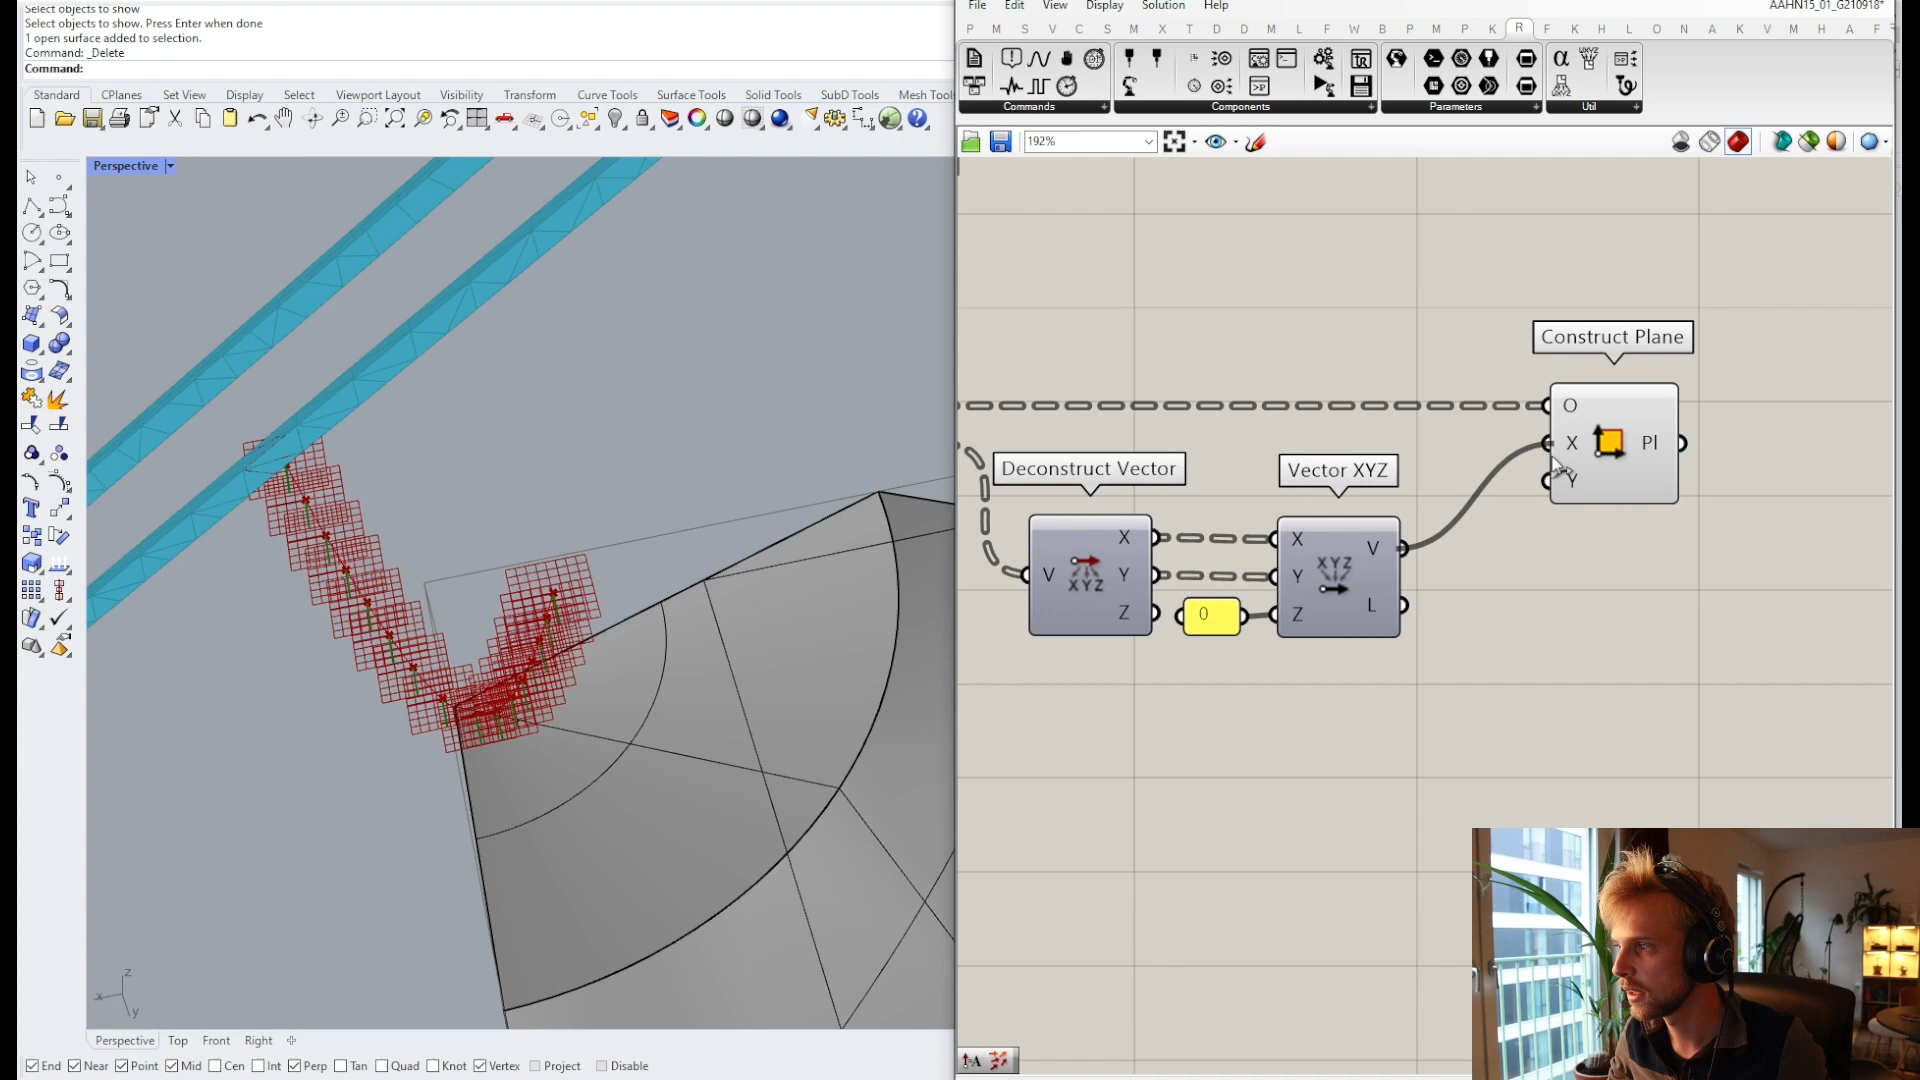 Select objects to show
Select objects to show. Press Enter when done
1 open surface added to selection.
Command: _Delete
Command:
Standard CPlanes Set View Display Select Viewport Layout Visibility Transform Curve Tools Surface Tools Solid Tools SubD Tools Mesh Tool
Perspective
z
x
y
Perspective Top Front Right
End Near Point Mid Cen Int Perp Tan Quad Knot Vertex Project Disable
File Edit View Display Solution Help AAHN15_01_G210918*
P M S V C S M X T D D M L F W B P M K R F K H L O N A K V M H A F
Commands Components Parameters Util
192%
Construct Plane
O
X Pl
Y
Deconstruct Vector
V XYZ X
Y
Z
0
Vector XYZ
X V
Y XYZ
Z L